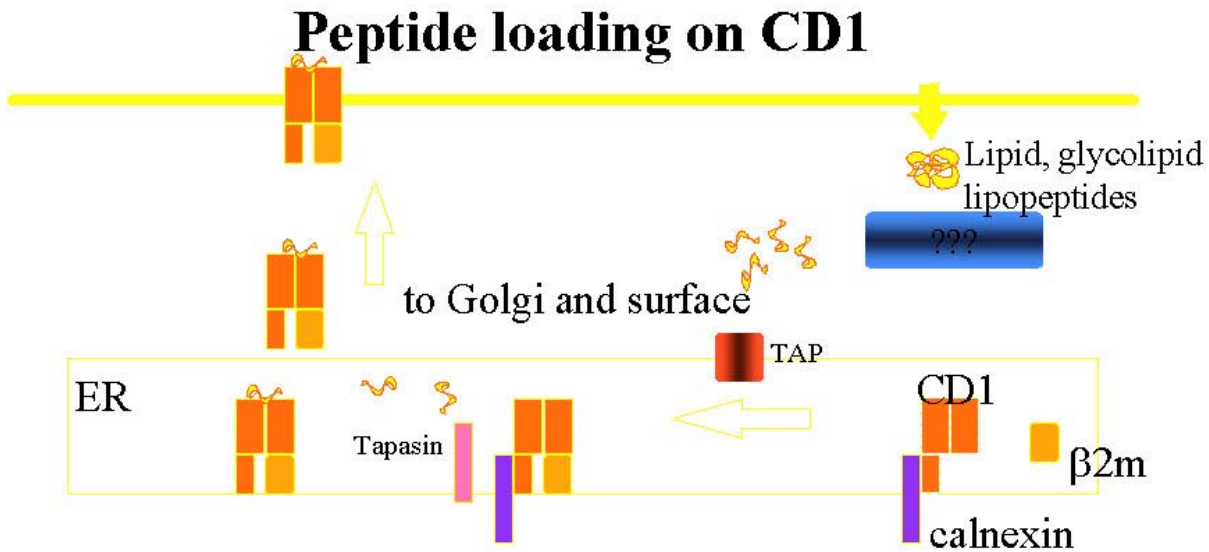 Peptide loading on CD1
Lipid, glycolipid
lipopeptides
???
to Golgi and surface
TAP
ER
CD1
Tapasin
β2m
calnexin